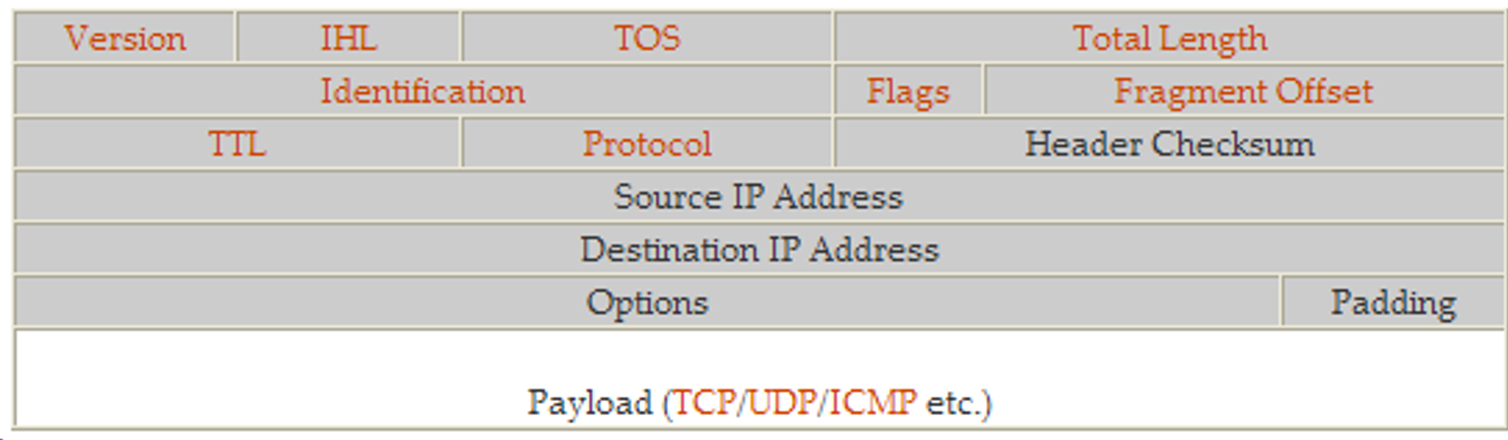 Version IHL TOS Total Length
Identification Flags Fragment Offset
TTL Protocol Header Checksum
Source IP Address
Destination IP Address
Options Padding
Payload (TCP/UDP/ICMP etc.)